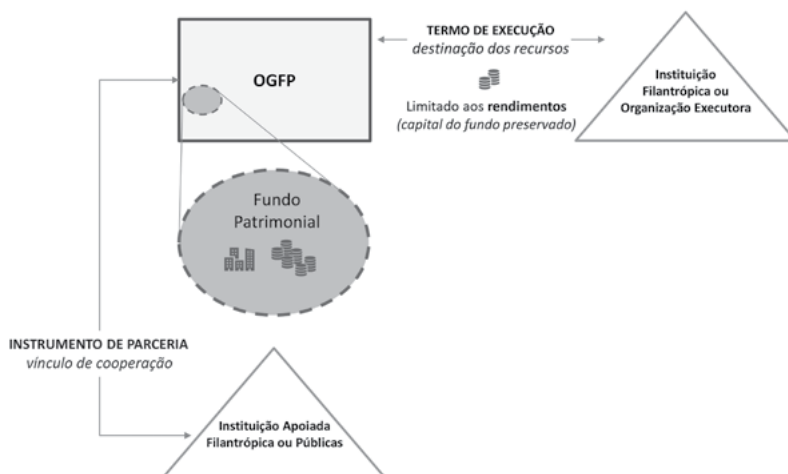 TERMO DE EXECUÇÃO
destinação dos recursos
OGFP
Limitado aos rendimentos
(capital do fundo preservado)
Instituição
Filantrópica ou
Organização Executora
Fundo
Patrimonial
INSTRUMENTO DE PARCERIA
vínculo de cooperação
Instituição Apoiada
Filantrópica ou Públicas